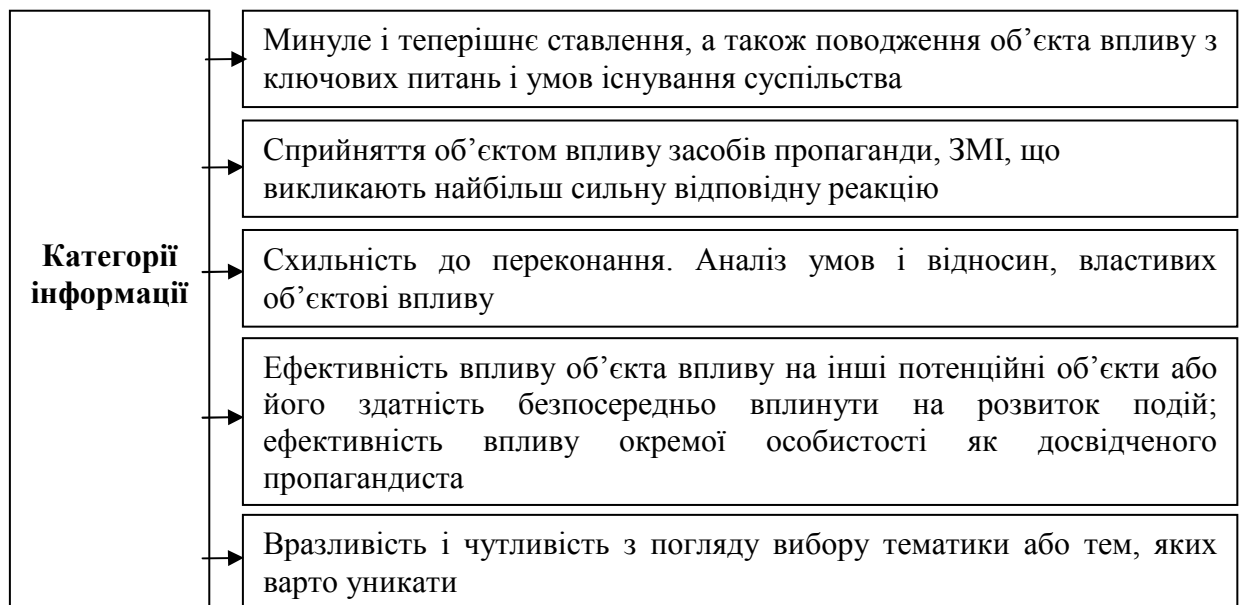 Категорії
інформації
Минуле і теперішнє ставлення, а також поводження об’єкта впливу з
ключових питань і умов існування суспільства
Сприйняття об’єктом впливу засобів пропаганди, ЗМІ, що
викликають найбільш сильну відповідну реакцію
Схильність до переконання. Аналіз умов і відносин, властивих
об’єктові впливу
Ефективність впливу об’єкта впливу на інші потенційні об’єкти або
його здатність безпосередньо вплинути на розвиток подій;
ефективність впливу окремої особистості як досвідченого
пропагандиста
Вразливість і чутливість з погляду вибору тематики або тем, яких
варто уникати